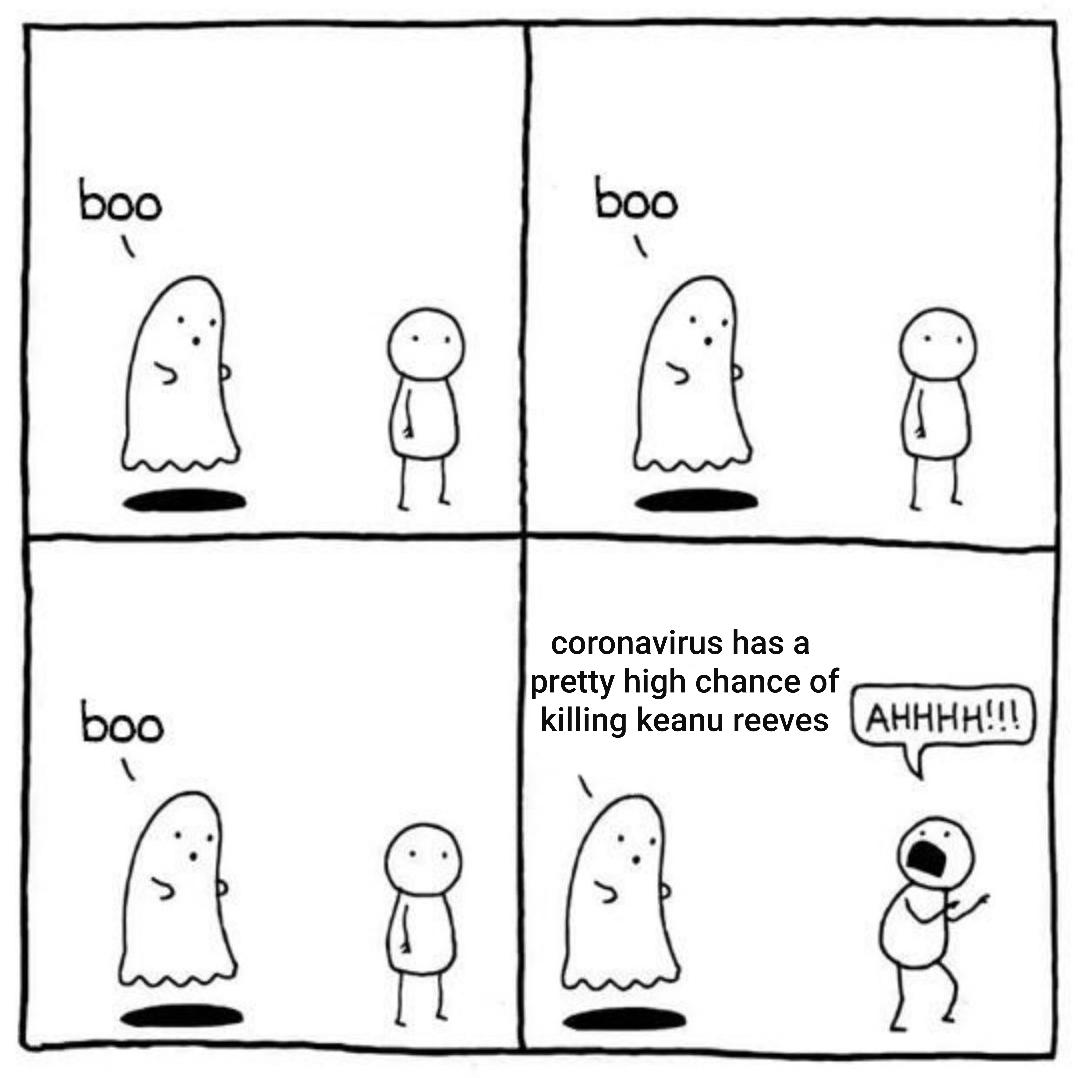 boo
boo
boo
coronavirus has a
pretty high chance of
killing keanu reeves
AHHHH!!!